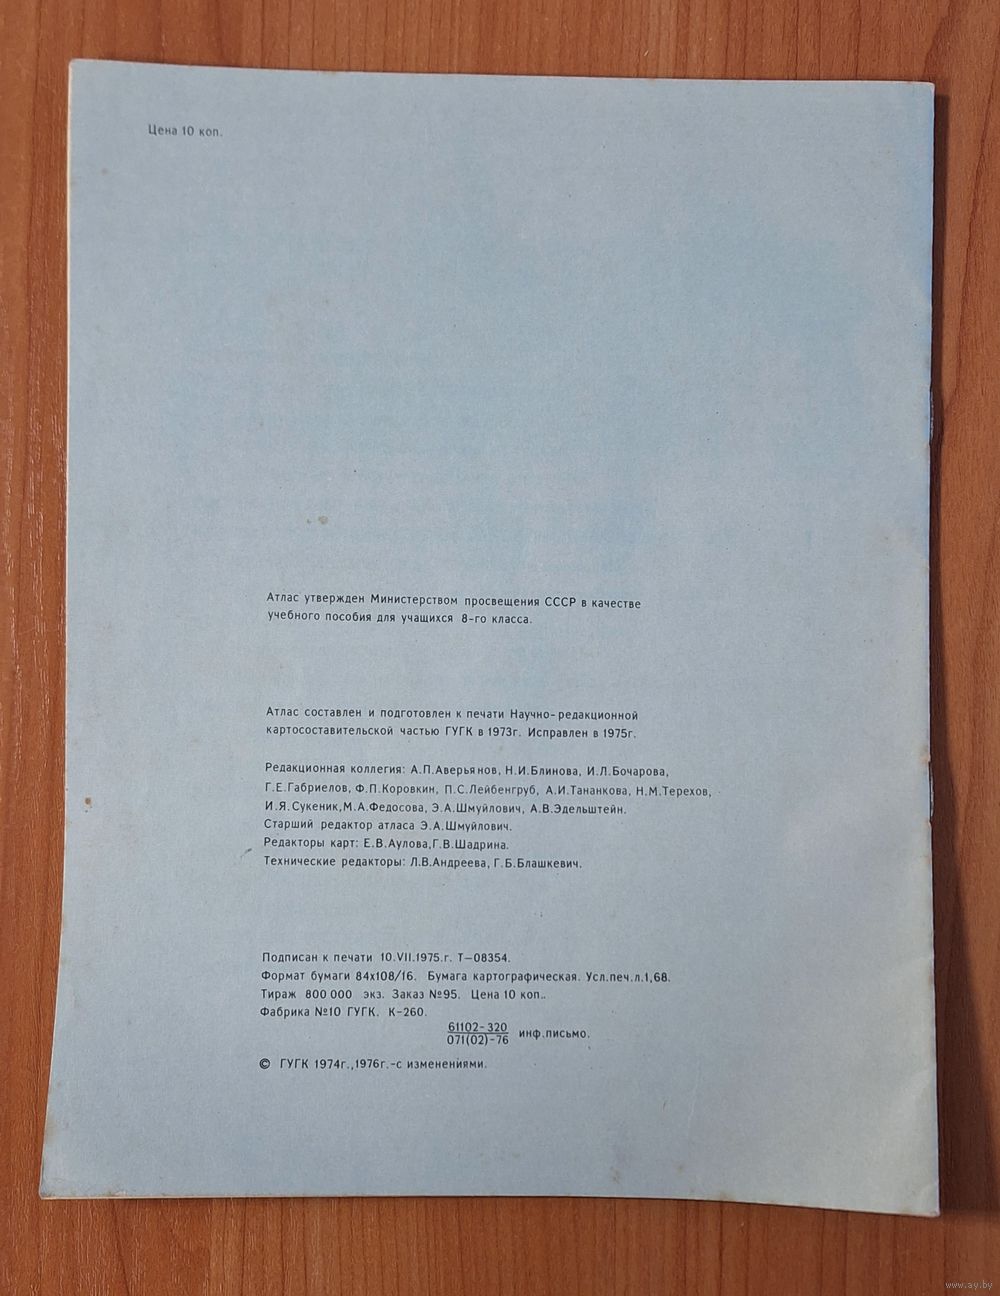 Цена 10 коп.
Атлас утвержден Министерством просвещения СССР в качестве
учебного пособия для учащихся 8-го класса.
Атлас составлен и подготовлен к печати Научно-редакционной
картосоставительской частью ГУГК в 1973г. Исправлен в 1975г.
Редакционная коллегия: А.П.Аверьянов, Н.И.Блинова, И.Л.Бочарова,
Г.Е.Габриелов, Ф.П.Коровкин, П.С.Лейбенгруб, А.И.Тананкова, Н.М.Терехов,
И.Я.Сукеник,М.А.Федосова, Э.А.Шмуйлович, А.В.Эдельштейн.
Старший редактор атласа Э.А.Шмуйлович.
Редакторы карт: Е.В.Аулова,Г.В.Шадрина.
Технические редакторы: Л.В.Андреева, Г.Б.Блашкевич.
Подписан к печати 10.VII.1975.г. Т—08354.
Формат бумаги 84х108/16. Бумага картографическая. Усл.печ.л.1,68.
Тираж 800 000 экз. Заказ №95. Цена 10 коп..
Фабрика №10 ГУГК. К-260.
61102-320
071(02)-76 инф.письмо.
© ГУГК 1974г.,1976г.-с изменениями.
www.ay.by